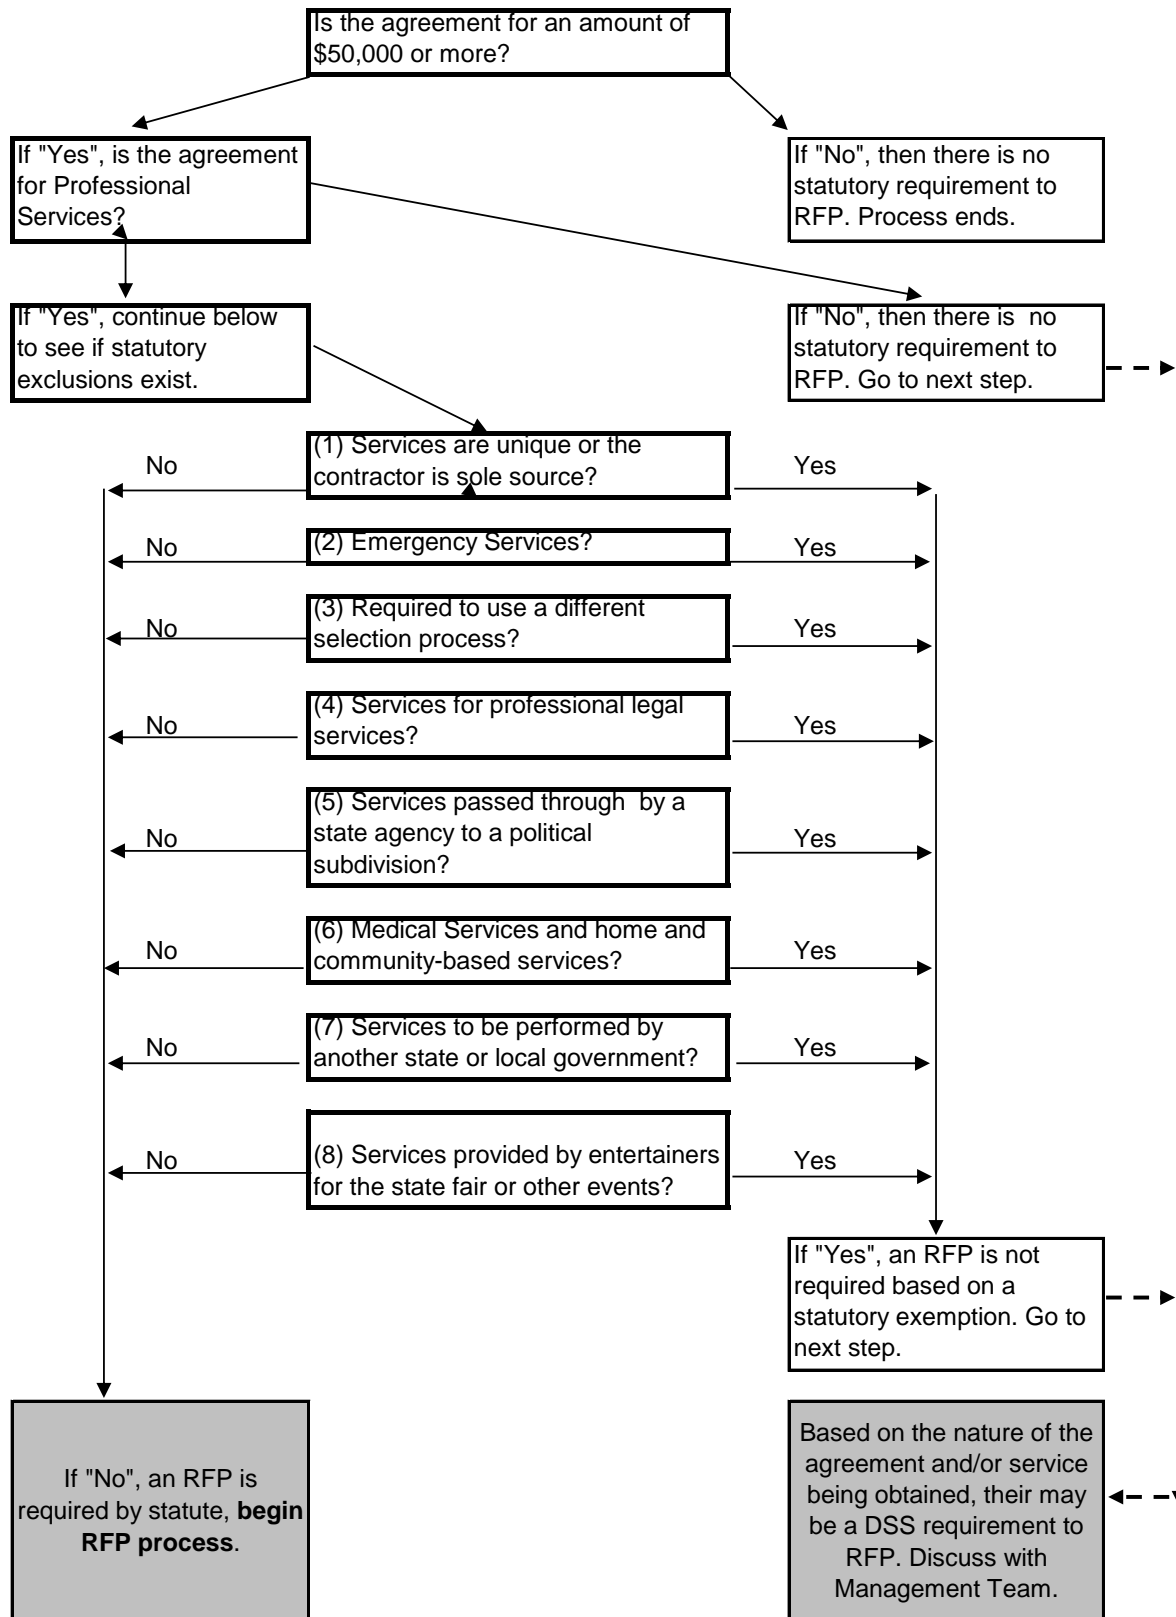 Is the agreement for an amount of
$50,000 or more?
If "Yes", is the agreement
for Professional
Services?
If "No", then there is no
statutory requirement to
RFP. Process ends.
If "Yes", continue below
to see if statutory
exclusions exist.
If "No", then there is  no
statutory requirement to
RFP. Go to next step.
No
(1) Services are unique or the
contractor is sole source?
Yes
No
(2) Emergency Services?
Yes
No
(3) Required to use a different
selection process?
Yes
No
(4) Services for professional legal
services?
Yes
No
(5) Services passed through  by a
state agency to a political
subdivision?
Yes
No
(6) Medical Services and home and
community-based services?
Yes
No
(7) Services to be performed by
another state or local government?
Yes
No
(8) Services provided by entertainers
for the state fair or other events?
Yes
If "Yes", an RFP is not
required based on a
statutory exemption. Go to
next step.
If "No", an RFP is
required by statute, begin
RFP process.
Based on the nature of the
agreement and/or service
being obtained, their may
be a DSS requirement to
RFP. Discuss with
Management Team.